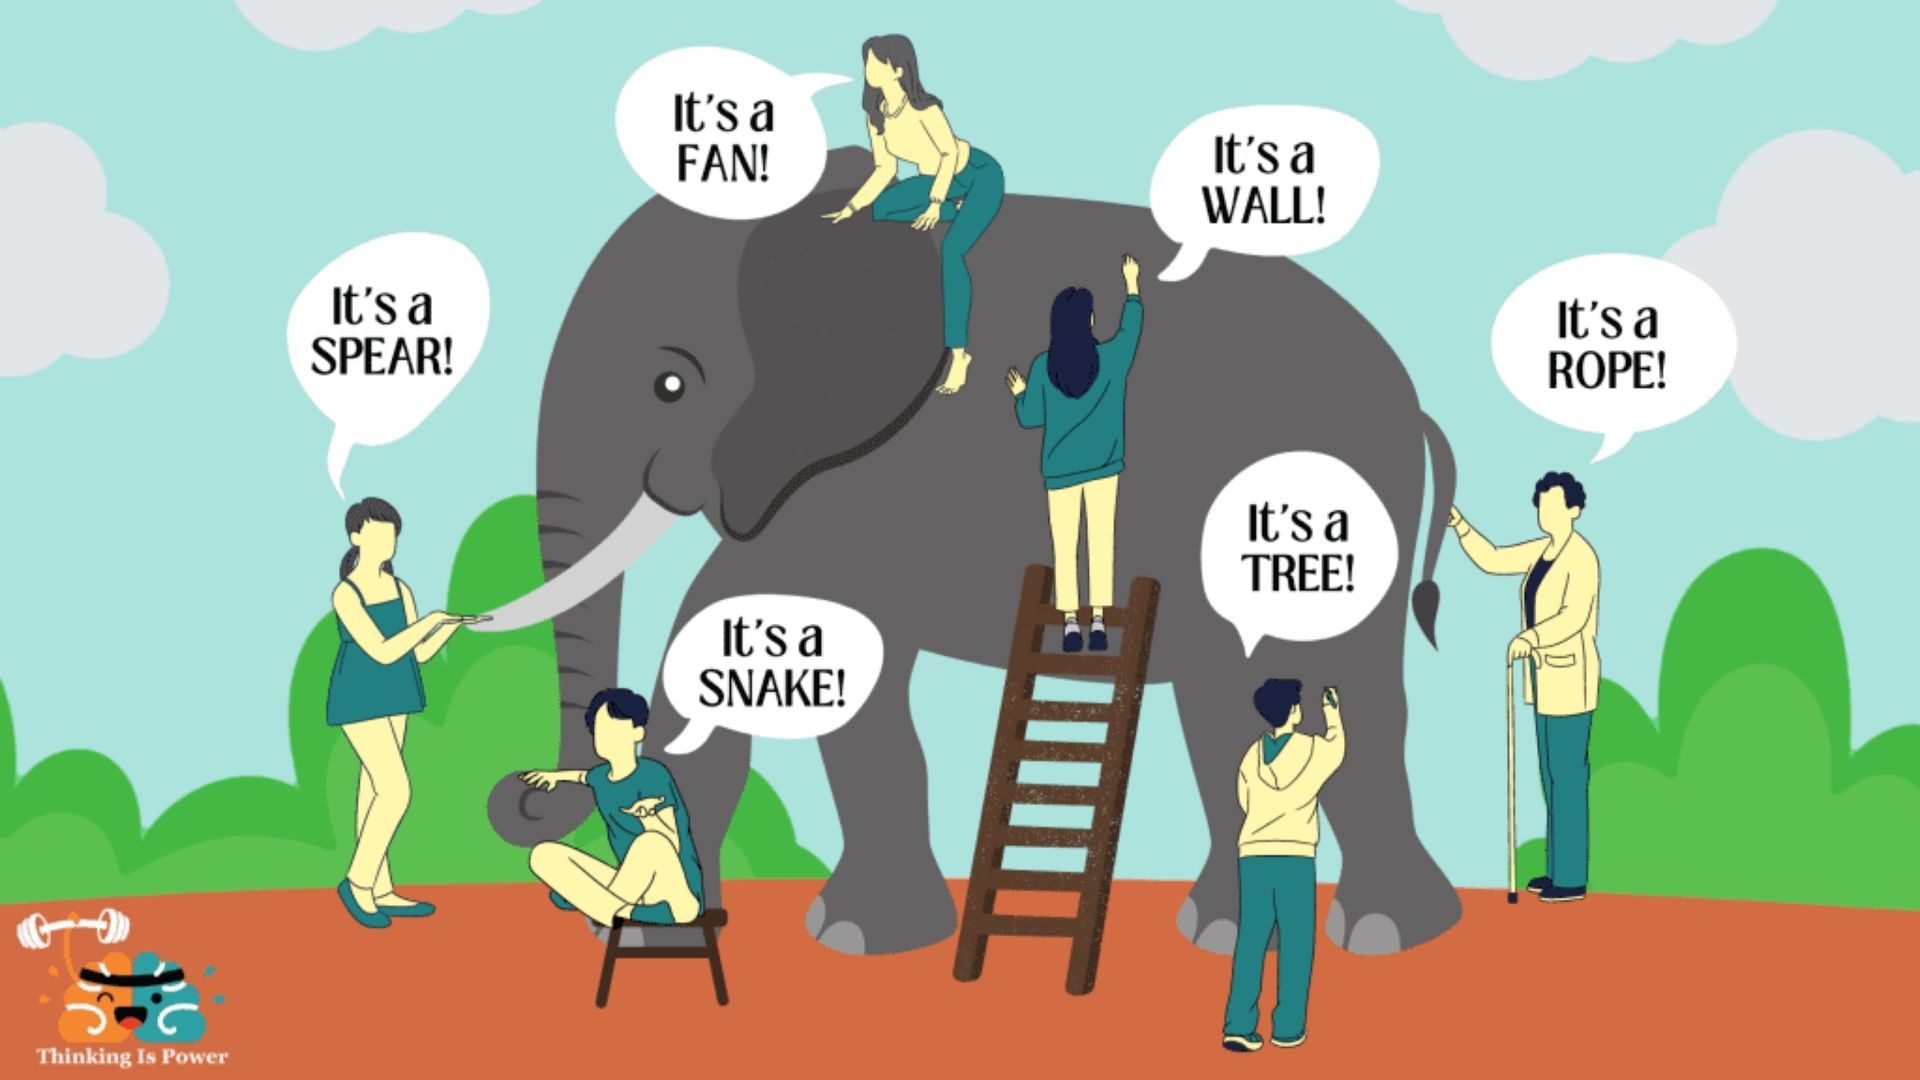 It's a
FAN!
It's a
WALL!
It's a
SPEAR!
It's a
ROPE!
It's a
TREE!
It's a
SNAKE!
Thinking Is Power